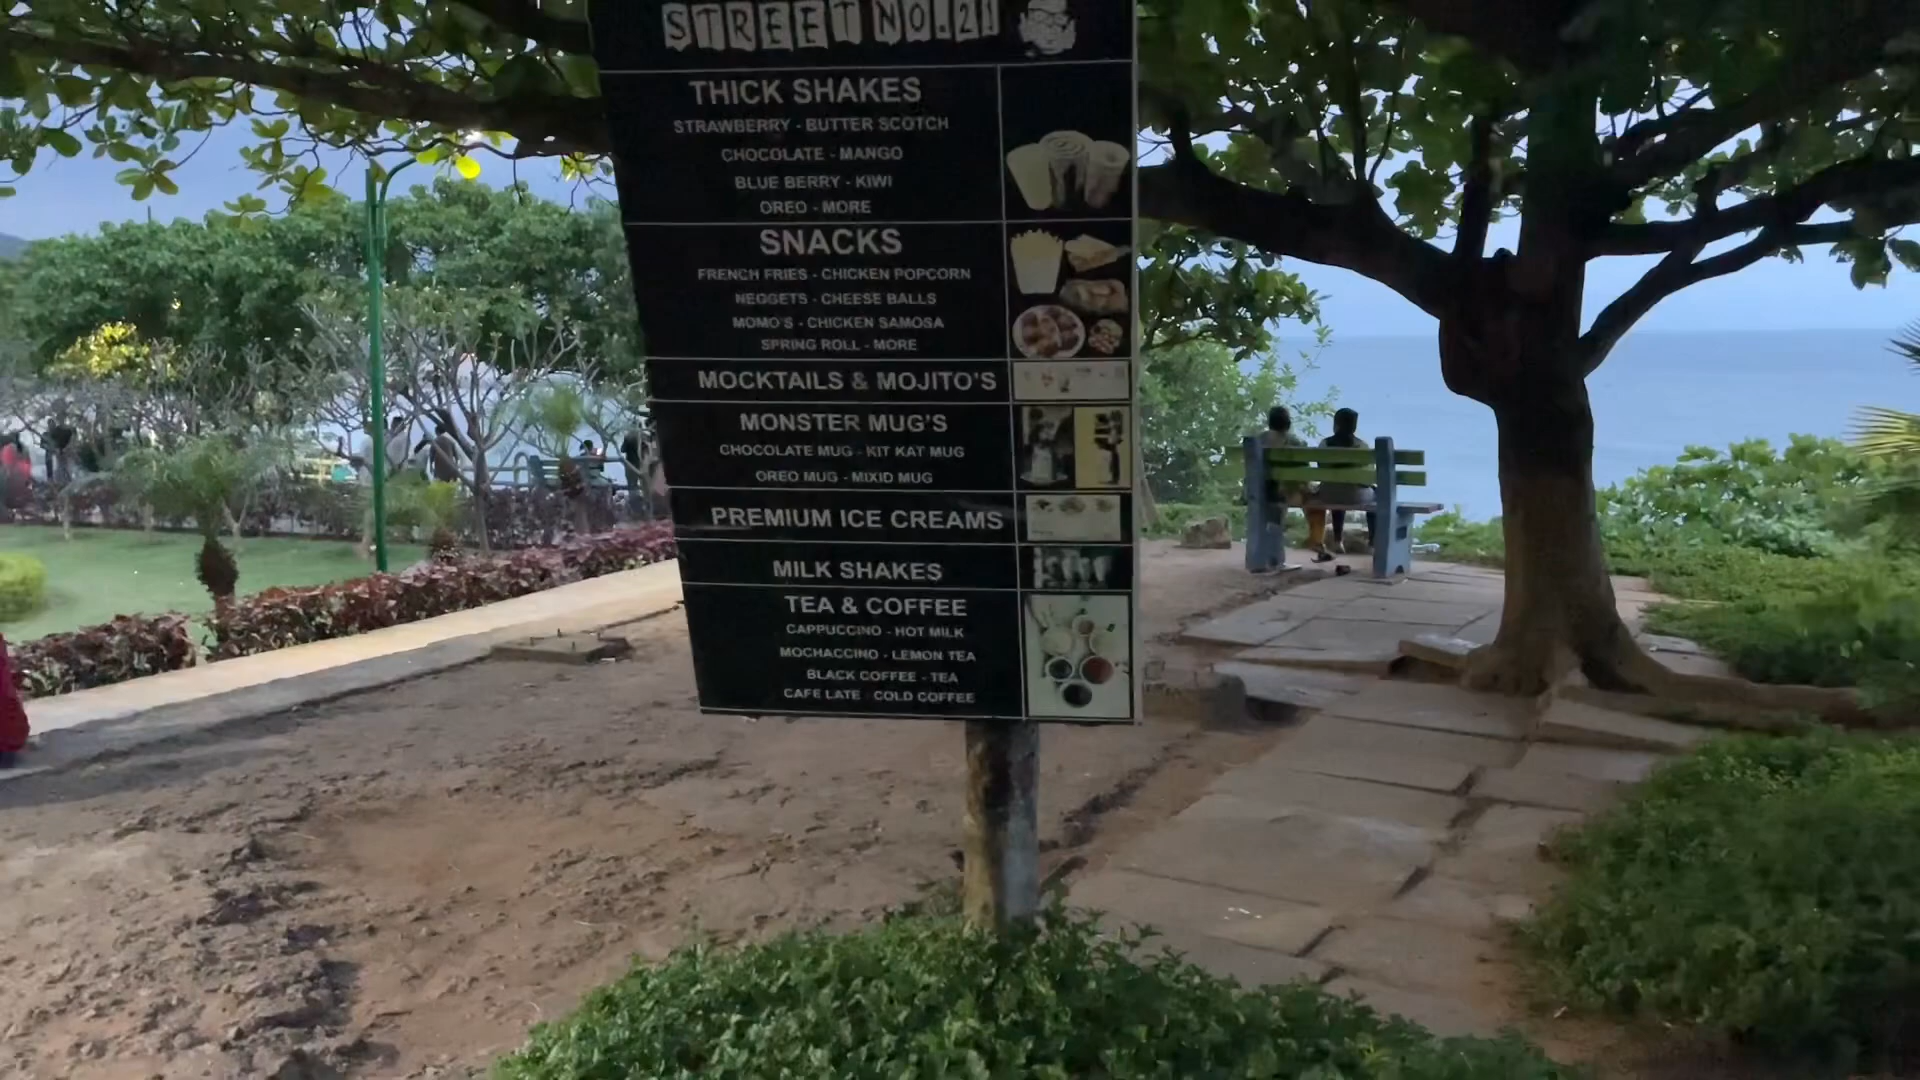 STREET NO.21
THICK SHAKES
STRAWBERRY - BUTTER SCOTCH
CHOCOLATE - MANGO
BLUE BERRY - KIWI
OREO - MORE
SNACKS
FRENCH FRIES - CHICKEN POPCORN
NEGGETS - CHEESE BALLS
MOMO'S - CHICKEN SAMOSA
SPRING ROLL - MORE
MOCKTAILS & MOJITO'S
MONSTER MUG'S
CHOCOLATE MUG - KIT KAT MUG
OREO MUG - MIXID MUG
PREMIUM ICE CREAMS
MILK SHAKES
TEA & COFFEE
CAPPUCCINO - HOT MILK
MOCHACCINO - LEMON TEA
BLACK COFFEE - TEA
CAFE LATE - COLD COFFEE